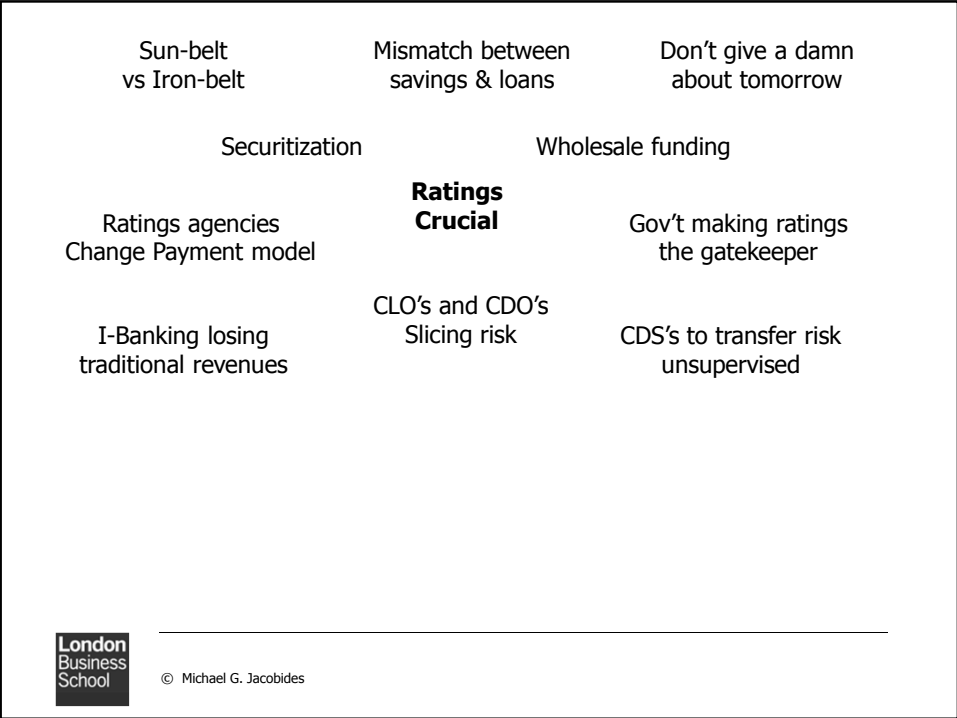 Sun-belt
vs Iron-belt
Mismatch between
savings & loans
Don’t give a damn
about tomorrow
Securitization
Wholesale funding
Ratings
Crucial
Ratings agencies
Change Payment model
Gov’t making ratings
the gatekeeper
CLO’s and CDO’s
Slicing risk
I-Banking losing
traditional revenues
CDS’s to transfer risk
unsupervised
London
Business
School
© Michael G. Jacobides